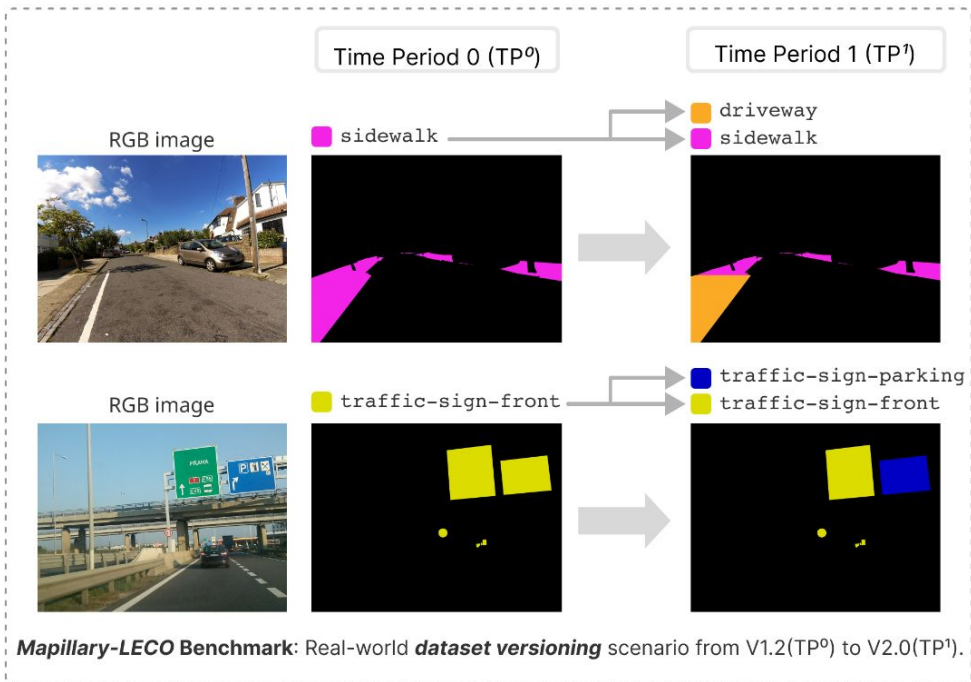 Time Period 0 (TP⁰)
Time Period 1 (TP¹)
driveway
RGB image
sidewalk
sidewalk
traffic-sign-parking
RGB image
traffic-sign-front
traffic-sign-front
PRAHA
P
Mapillary-LECO Benchmark: Real-world dataset versioning scenario from V1.2(TP⁰) to V2.0(TP¹).